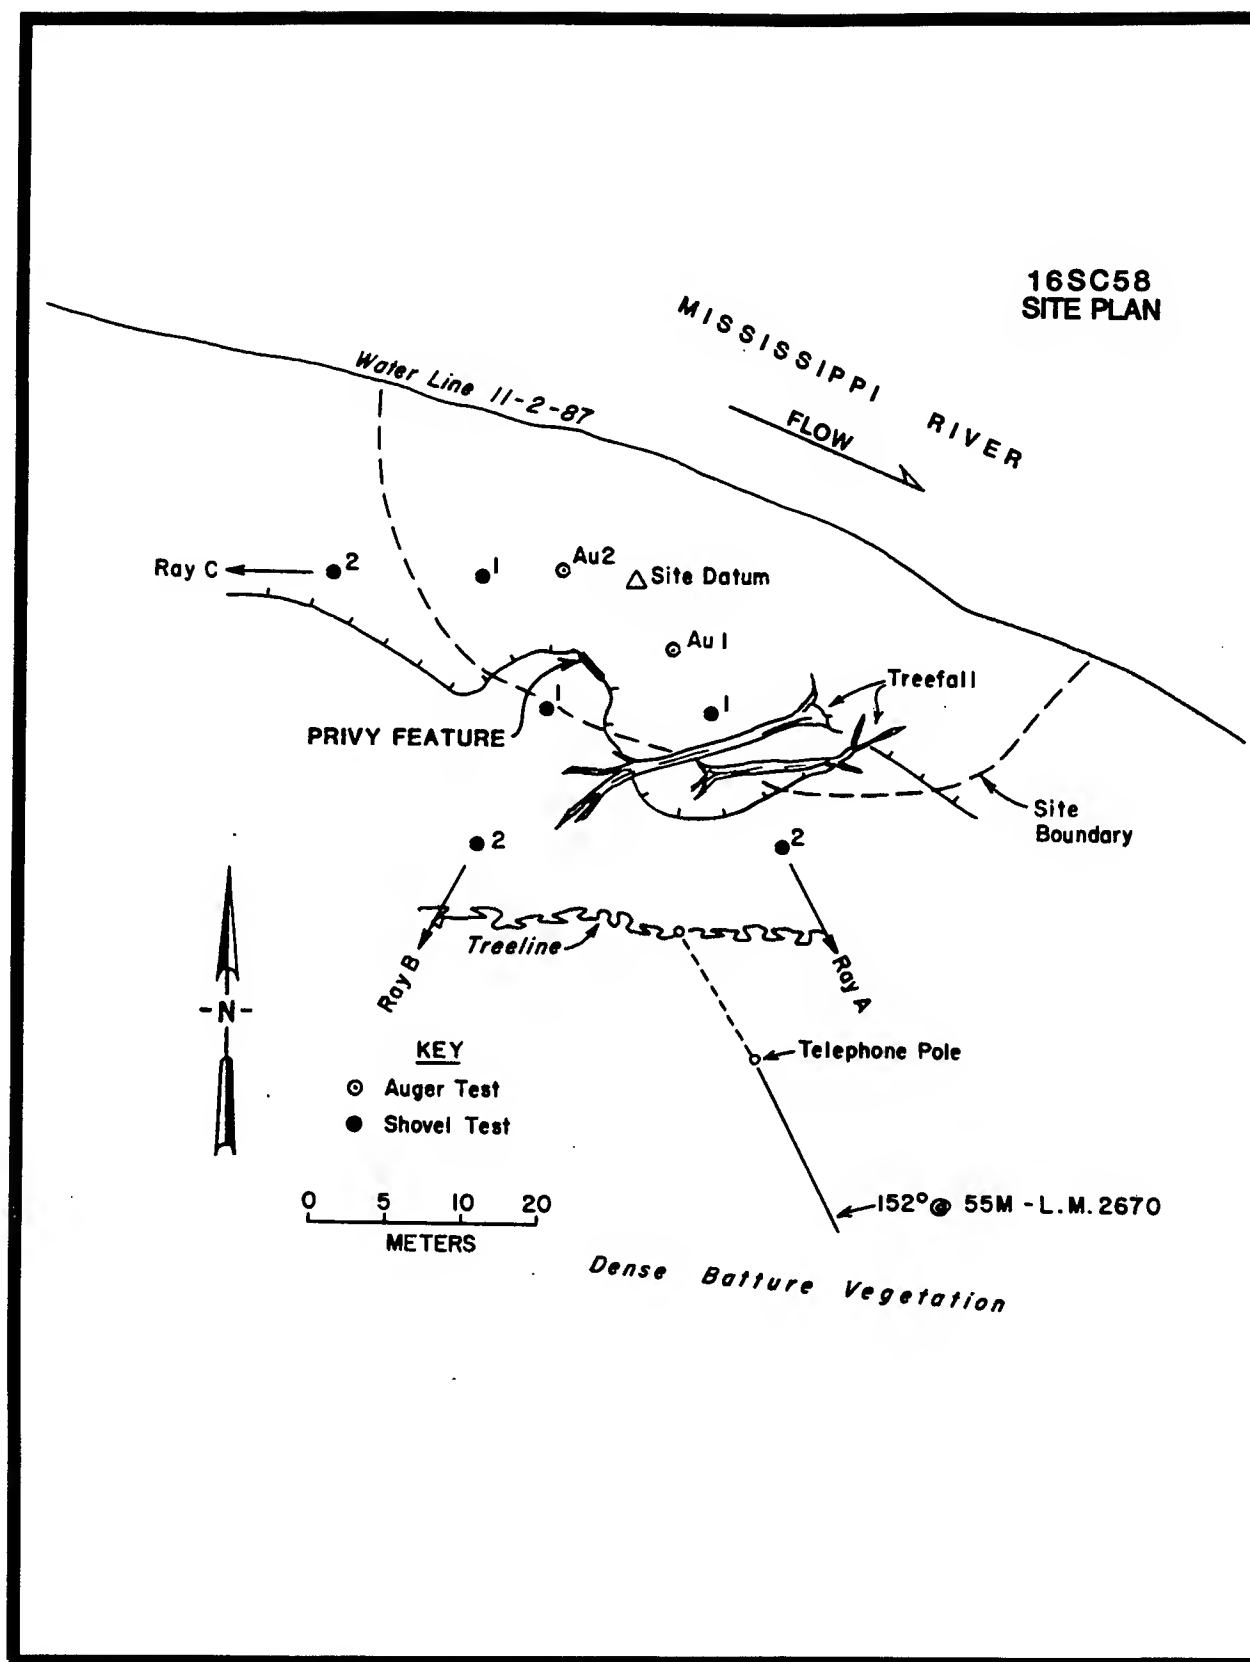 16SC58
SITE PLAN
MISSISSIPPI RIVER
Water Line 11-2-87
FLOW
Ray C
2
1
Au2
Site Datum
Au 1
Treefall
1
1
PRIVY FEATURE
Site
Boundary
2
2
Treeline
Ray B
Ray A
-N-
KEY
Telephone Pole
Auger Test
Shovel Test
0 5 10 20
METERS
152°@ 55M - L.M. 2670
Dense Batture Vegetation